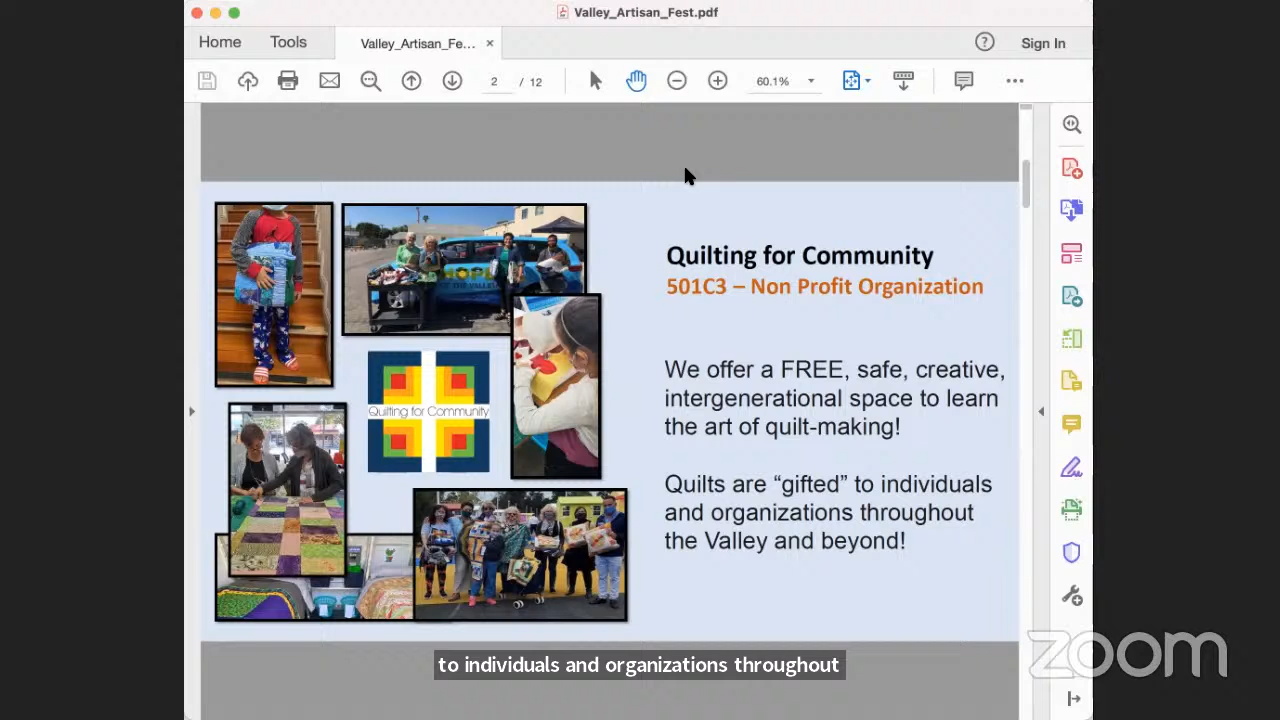 Valley_Artisan_Fest.pdf
Home
Tools
Valley_Artisan_Fe...
Sign In
2 / 12
60.1%
Quilting for Community
501C3 – Non Profit Organization
We offer a FREE, safe, creative,
intergenerational space to learn
the art of quilt-making!
Quilts are “gifted” to individuals
and organizations throughout
the Valley and beyond!
HOPE
Quilting for Community
to individuals and organizations throughout
zoom